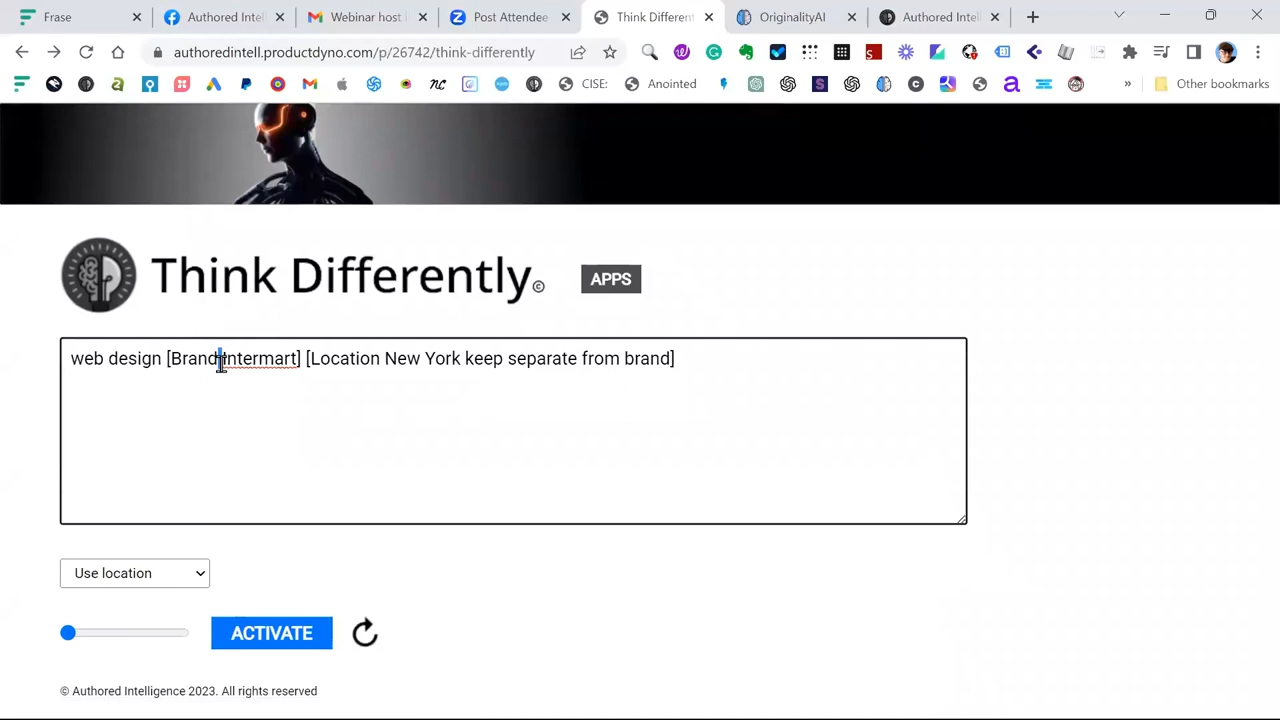 Frase
Authored Intel
Webinar host i
Post Attendee
Think Different
OriginalityAI
Authored Intell
authoredintell.productdyno.com/p/26742/think-differently
CISE:
Anointed
Other bookmarks
Think Differently©
APPS
web design [Brand Intermart] [Location New York keep separate from brand]
Use location
ACTIVATE
© Authored Intelligence 2023. All rights reserved